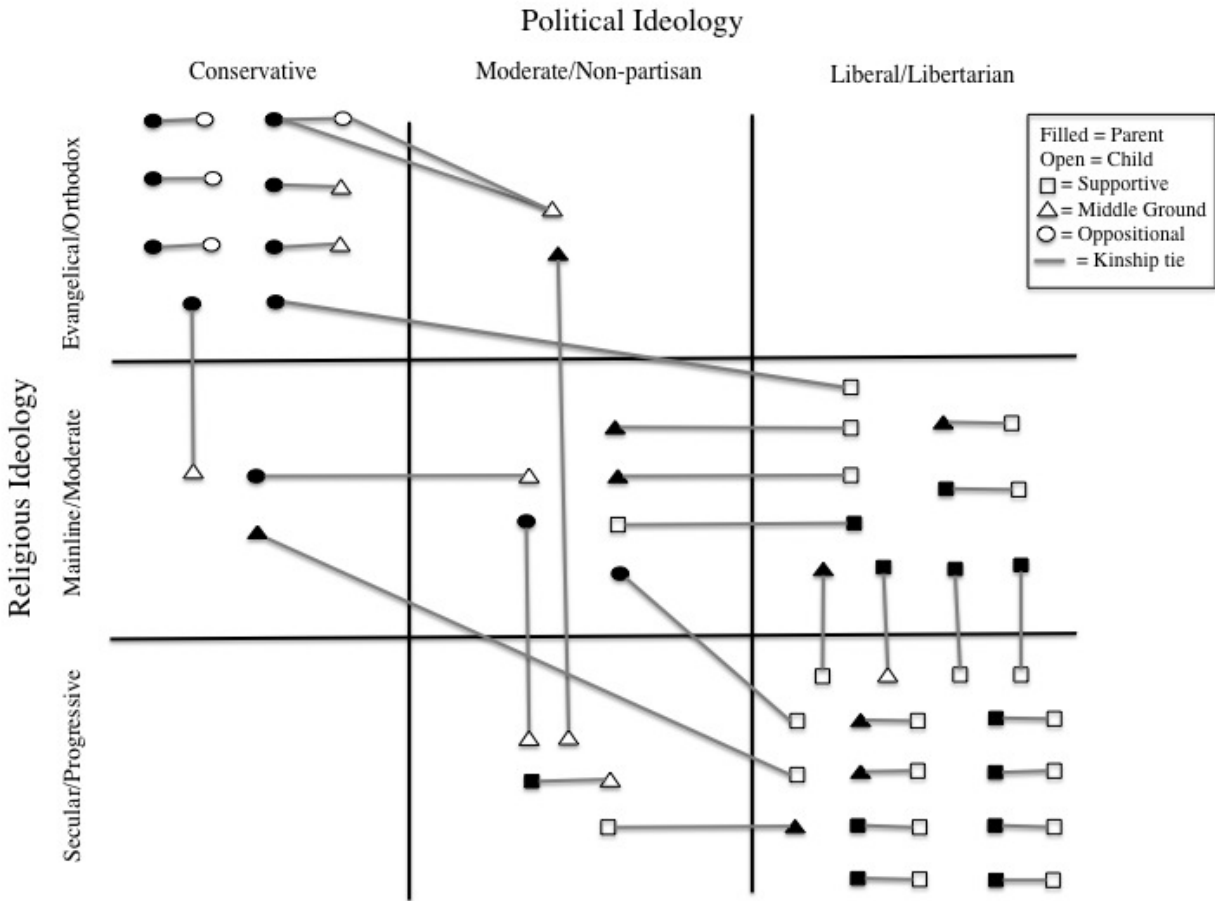 Political Ideology
Conservative
Moderate/Non-partisan
Liberal/Libertarian
Filled = Parent
Open = Child
= Supportive
= Middle Ground
= Oppositional
= Kinship tie
Religious Ideology
Evangelical/Orthodox
Mainline/Moderate
Secular/Progressive